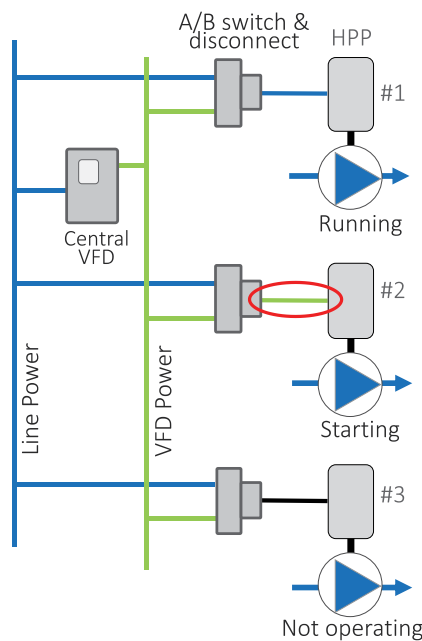 A/B switch &
disconnect
HPP
#1
Running
Central
VFD
#2
Line Power
VFD Power
Starting
#3
Not operating